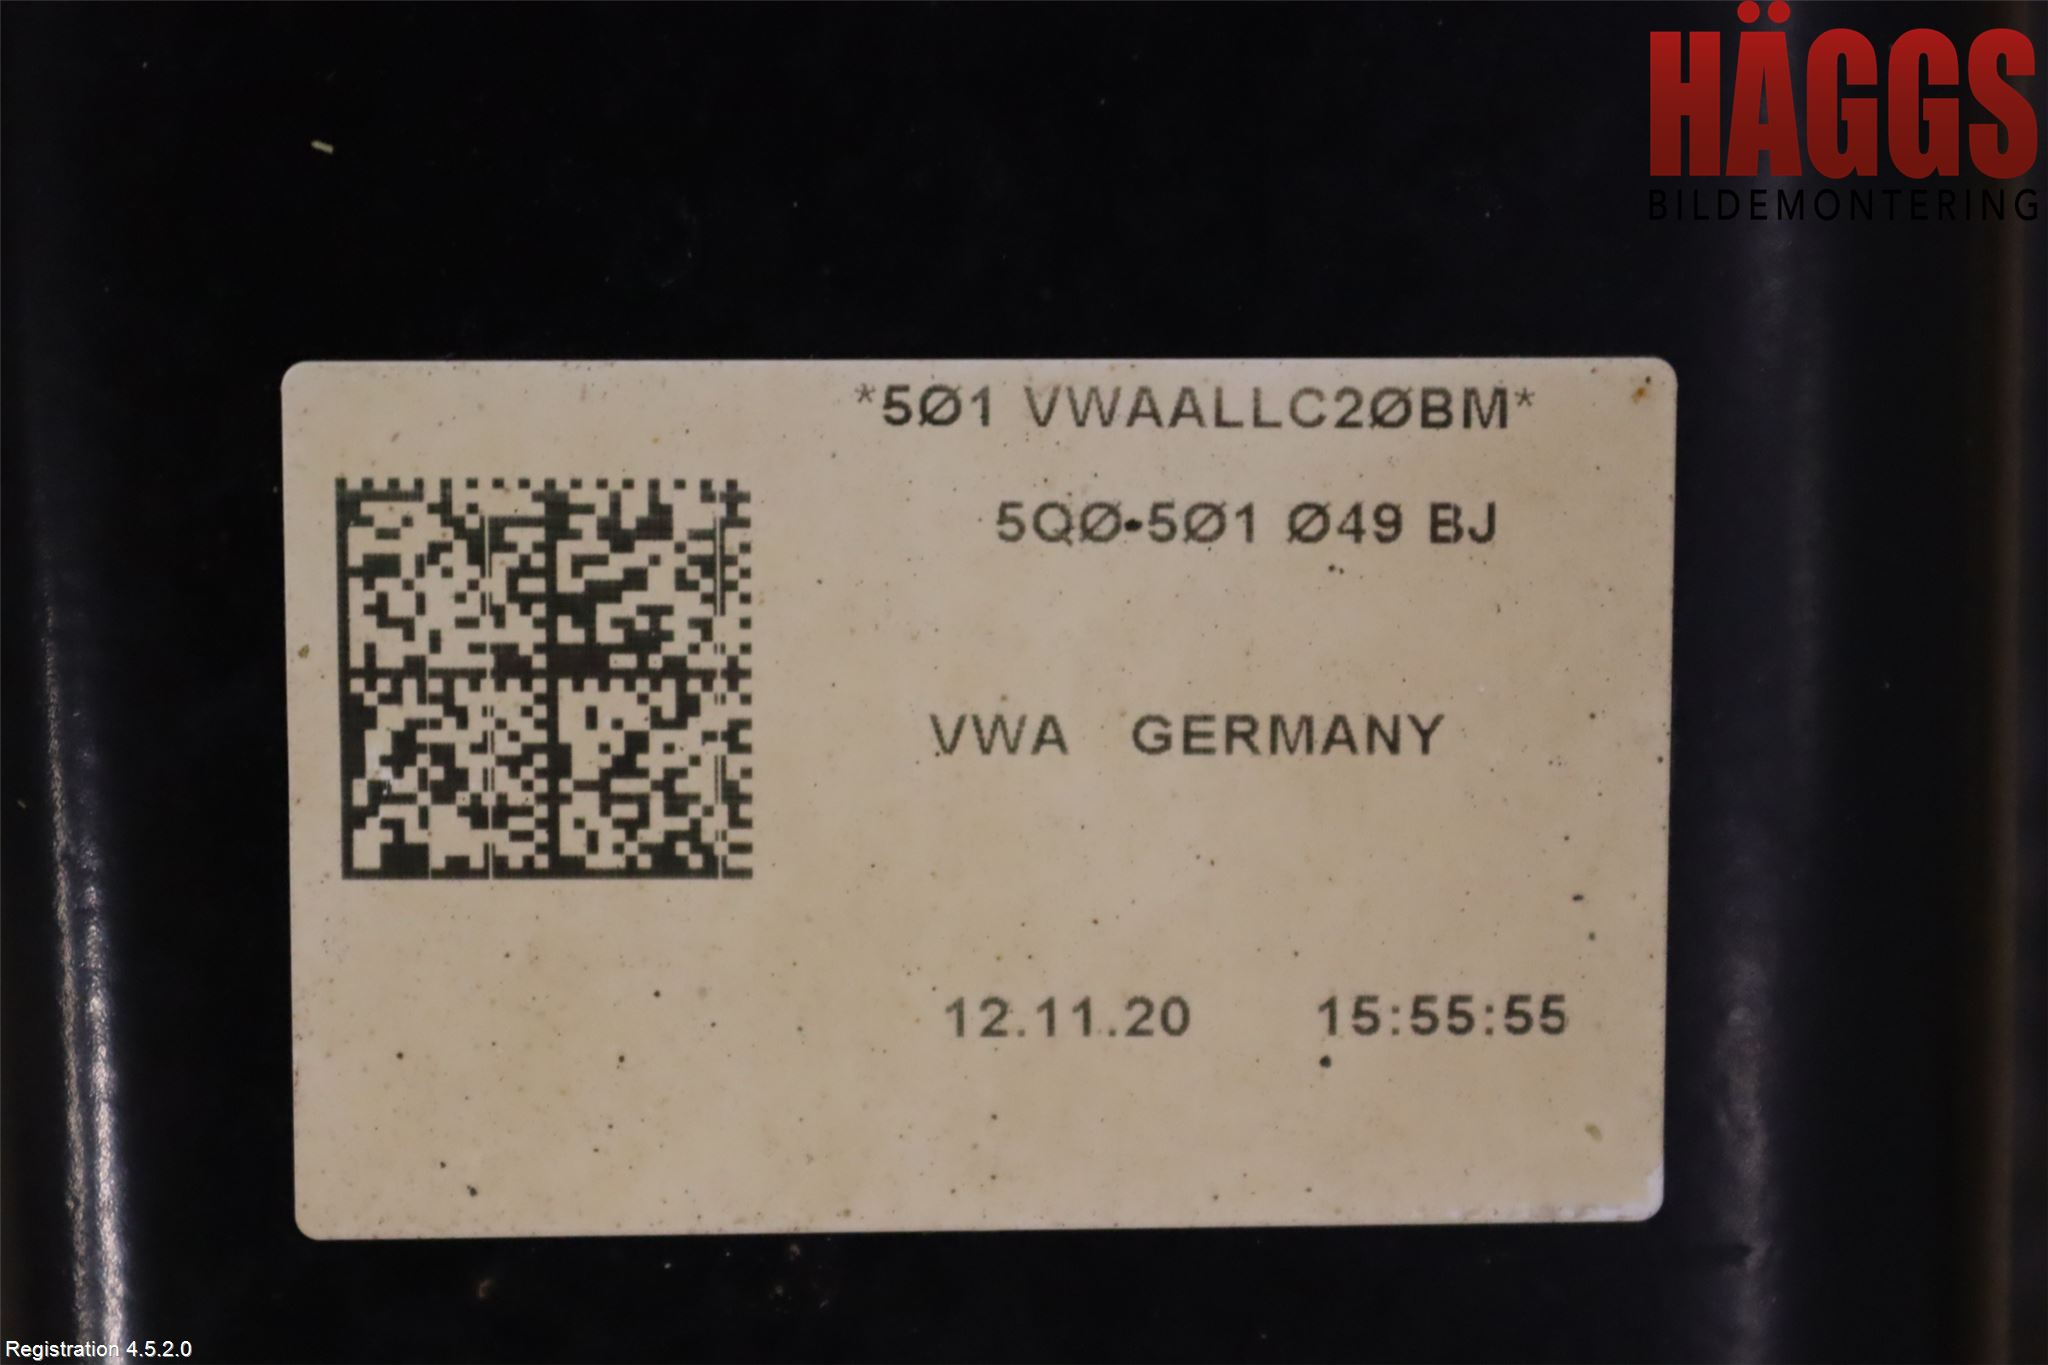 HÄGGS
BILDEMONTERING
*5Ø1 VWAALLC2ØBM*
5QØ-5Ø1 Ø49 BJ
VWA GERMANY
12.11.20 15:55:55
Registration 4.5.2.0